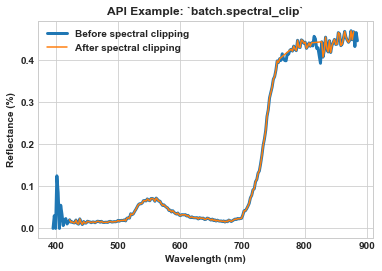 API Example: `batch.spectral_clip`
Before spectral clipping
After spectral clipping
0.4
0.3
0.2
0.1
0.0
Reflectance (%)
400 500 600 700 800 900
Wavelength (nm)